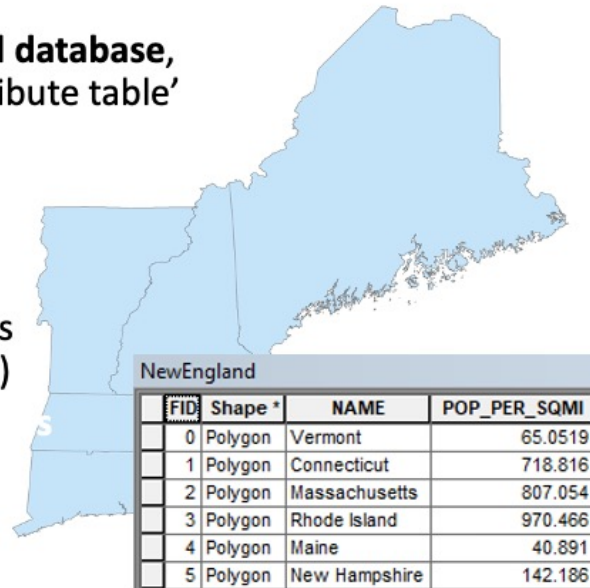 l database,
ibute table’
s
)
s
NewEngland
FID Shape * NAME POP_PER_SQMI
0 Polygon Vermont 65.0519
1 Polygon Connecticut 718.816
2 Polygon Massachusetts 807.054
3 Polygon Rhode Island 970.466
4 Polygon Maine 40.891
5 Polygon New Hampshire 142.186